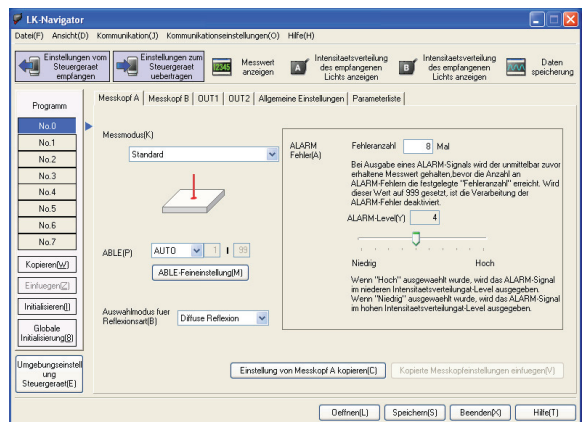 LK-Navigator
Datei(F) Ansicht(D) Kommunikation(J) Kommunikationseinstellungen(O) Hilfe(H)
Einstellungen vom
Steuergeraet
empfangen
Einstellungen zum
Steuergeraet
uebertragen
12345
Messwert
anzeigen
A
Intensitaetsverteilung
des empfangenen
Lichts anzeigen
B
Intensitaetsverteilung
des empfangenen
Lichts anzeigen
Daten
speicherung
Programm
No.0
No.1
No.2
No.3
No.4
No.5
No.6
No.7
Kopieren(W)
Einfuegen(Z)
Initialisieren(I)
Globale
Initialisierung(8)
Umgebungseinstell
ung
Steuergeraet(E)
Messkopf A Messkopf B OUT1 OUT2 Allgemeine Einstellungen Parameterliste
Messmodus(K)
Standard
ABLE(P) AUTO 1 99
ABLE-Feineinstellung(M)
Auswahlmodus fuer
Reflexionsart(B) Diffuse Reflexion
ALARM
Fehler(A)
Fehleranzahl 8 Mal
Bei Ausgabe eines ALARM-Signals wird der unmittelbar zuvor
erhaltene Messwert gehalten,bevor die Anzahl an
ALARM-Fehlern die festgelegte "Fehleranzahl" erreicht. Wird
dieser Wert auf 999 gesetzt, ist die Verarbeitung der
ALARM-Fehler deaktiviert.
ALARM-Level(Y) 4
Niedrig Hoch
Wenn "Hoch" ausgewaehlt wurde, wird das ALARM-Signal
im niederen Intensitaetsverteilungat-Level ausgegeben.
Wenn "Niedrig" ausgewaehlt wurde, wird das ALARM-Signal
im hohen Intensitaetsverteilungat-Level ausgegeben.
Einstellung von Messkopf A kopieren(C) Kopierte Messkopfeinstellungen einfuegen(V)
Oeffnen(L) Speichern(S) Beenden(X) Hilfe(T)